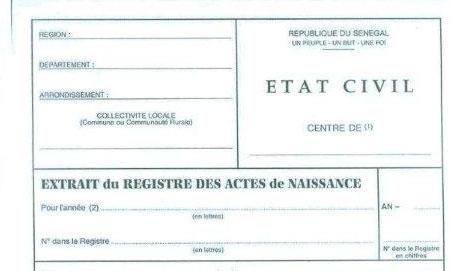 REGION :
DEPARTEMENT :
ARRONDISSEMENT :
COLLECTIVITE LOCALE
(Commune ou Communauté Rurale)
REPUBLIQUE DU SENEGAL
UN PEUPLE - UN BUT - UNE FOI
ETAT CIVIL
CENTRE DE (1)
EXTRAIT du REGISTRE DES ACTES de NAISSANCE
Pour l'année (2)
(en lettres)
AN –
N° dans le Registre
(en lettres)
N° dans le Registre
en chiffres